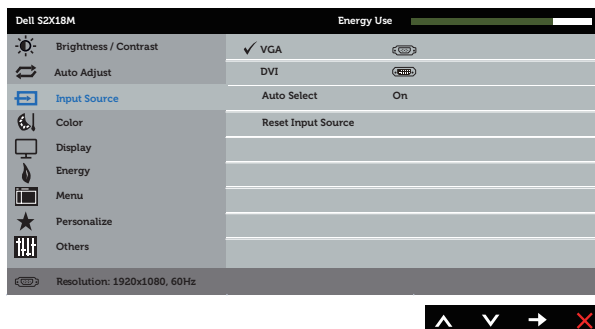 Dell S2X18M Energy Use
Brightness / Contrast
VGA
Auto Adjust
DVI
Input Source
Auto Select On
Color
Reset Input Source
Display
Energy
Menu
Personalize
Others
Resolution: 1920x1080, 60Hz